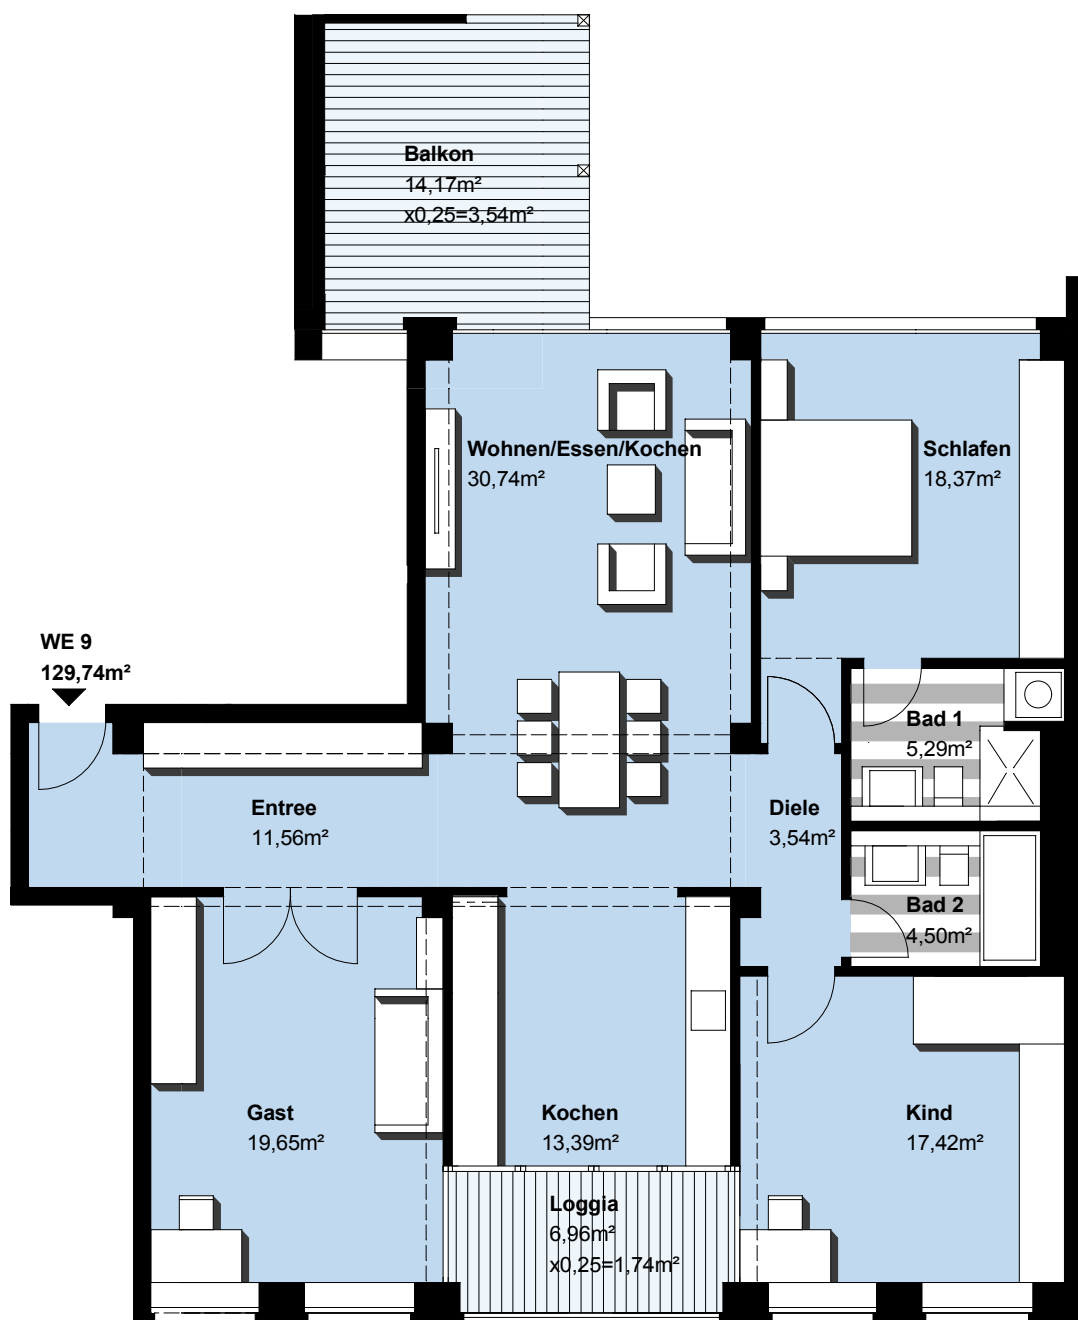 Balkon
14,17m²
x0,25=3,54m²
Wohnen/Essen/Kochen
30,74m²
Schlafen
18,37m²
WE 9
129,74m²
Bad 1
5,29m²
Entree
11,56m²
Diele
3,54m²
Bad 2
4,50m²
Gast
19,65m²
Kochen
13,39m²
Kind
17,42m²
Loggia
6,96m²
x0,25=1,74m²